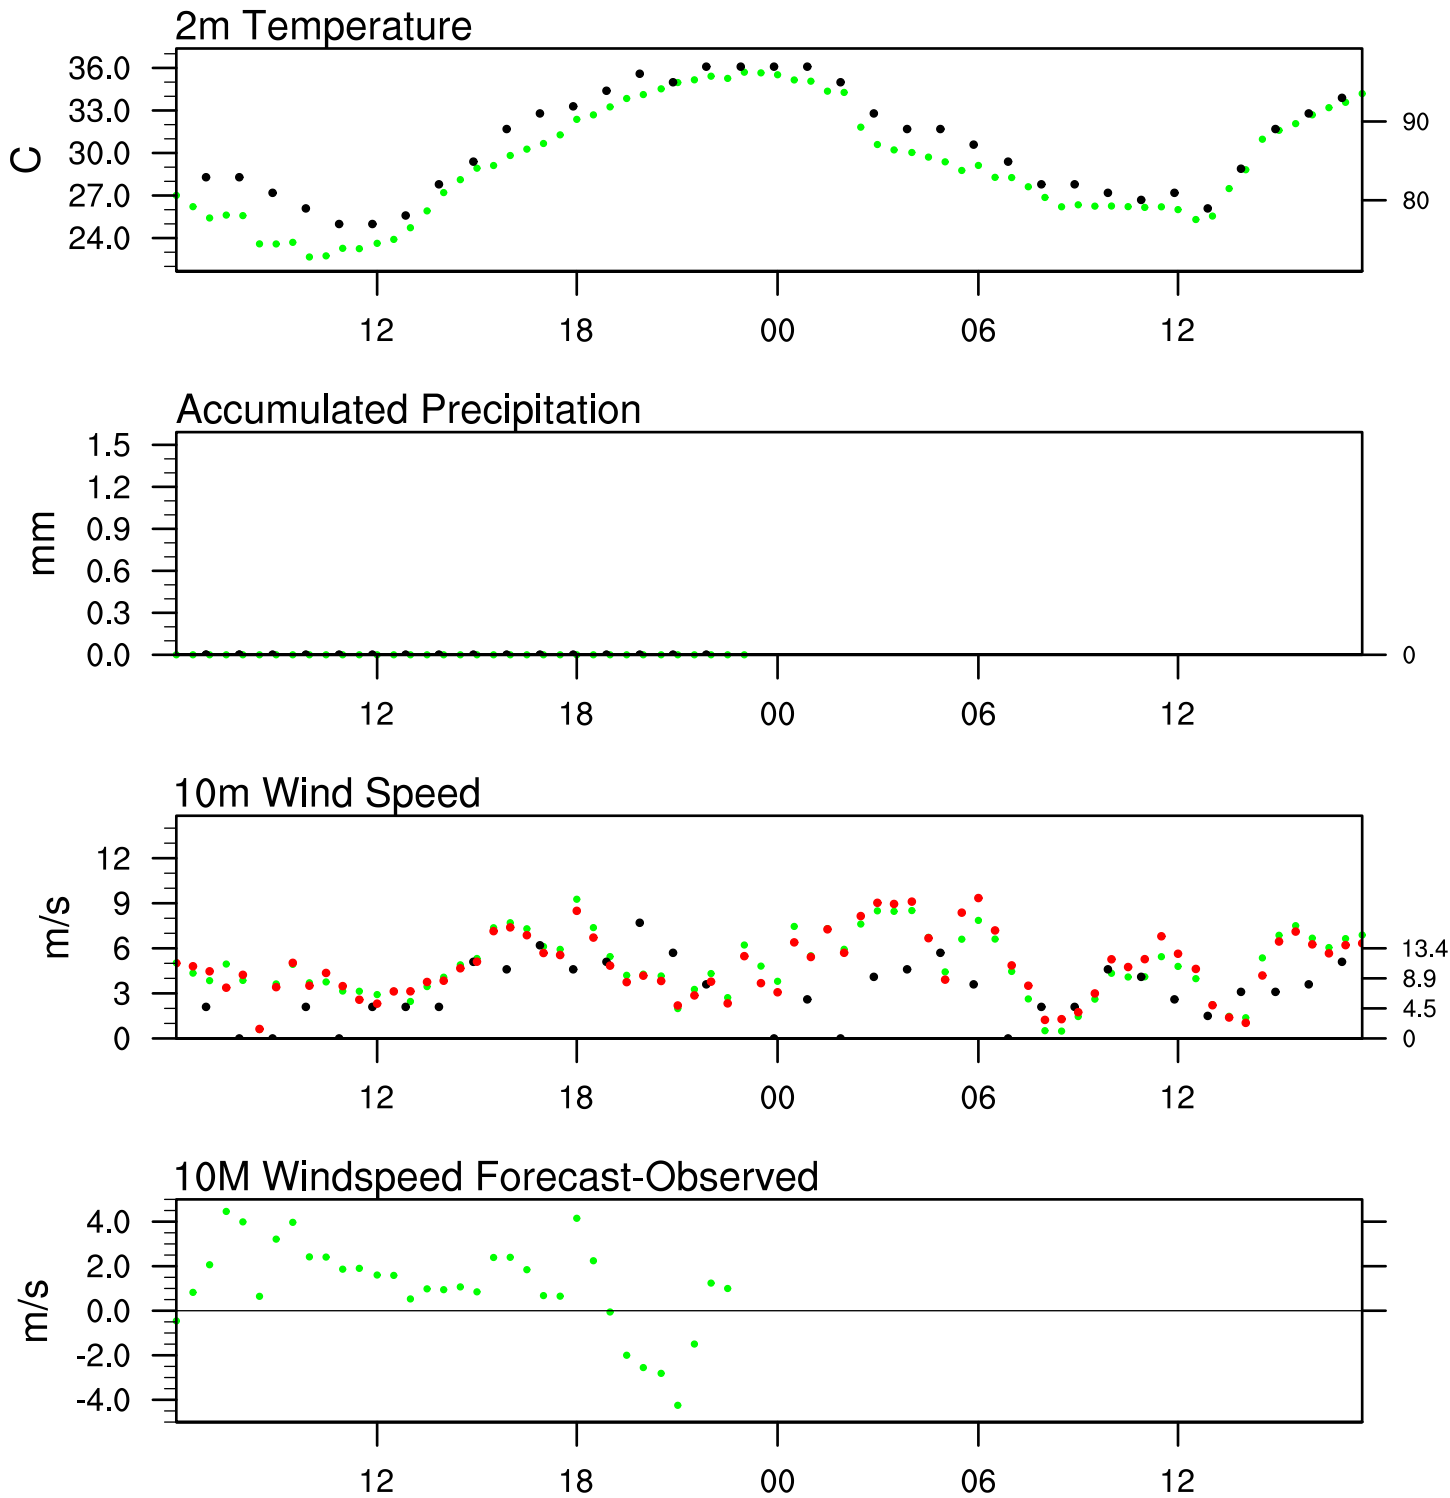 2m Temperature
36.0
33.0
30.0
27.0
24.0
C
90
80
12 18 00 06 12
Accumulated Precipitation
1.5
1.2
0.9
0.6
0.3
0.0
mm
0
12 18 00 06 12
10m Wind Speed
12
9
6
3
0
m/s
13.4
8.9
4.5
0
12 18 00 06 12
10M Windspeed Forecast-Observed
4.0
2.0
0.0
-2.0
-4.0
m/s
12 18 00 06 12